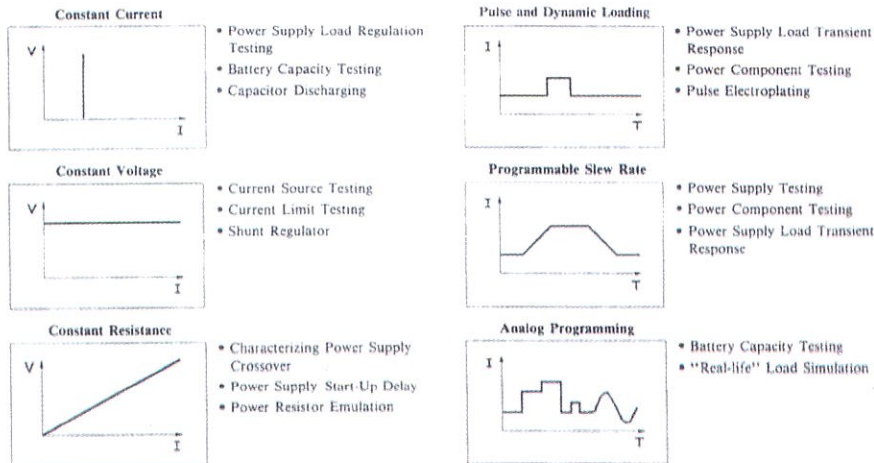 Constant Current
V
I
• Power Supply Load Regulation
Testing
• Battery Capacity Testing
• Capacitor Discharging
Constant Voltage
V
I
• Current Source Testing
• Current Limit Testing
• Shunt Regulator
Constant Resistance
V
I
• Characterizing Power Supply
Crossover
• Power Supply Start-Up Delay
• Power Resistor Emulation
Pulse and Dynamic Loading
I
T
• Power Supply Load Transient
Response
• Power Component Testing
• Pulse Electroplating
Programmable Slew Rate
I
T
• Power Supply Testing
• Power Component Testing
• Power Supply Load Transient
Response
Analog Programming
I
T
• Battery Capacity Testing
• "Real-life" Load Simulation